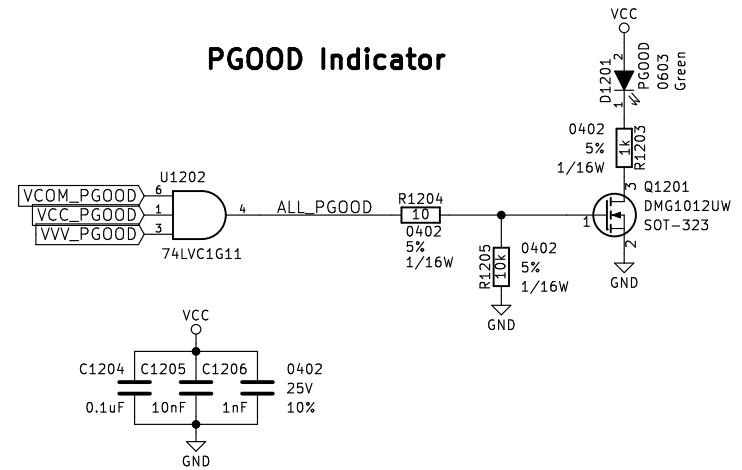 PGOOD Indicator
VCC
2
D1201
PGOOD
0603
Green
1
0402
5%
1/16W
1k
R1203
U1202
VCOM_PGOOD
6
VCC_PGOOD
1
VVV_PGOOD
3
4
74LVC1G11
ALL_PGOOD
R1204
10
0402
5%
1/16W
R1205
10k
0402
5%
1/16W
GND
3
1
2
Q1201
DMG1012UW
SOT-323
GND
VCC
C1204
C1205
C1206
0402
25V
0.1uF
10nF
1nF
10%
GND